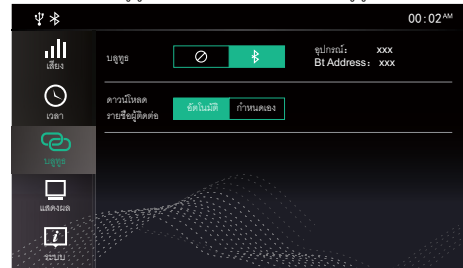 00:02 AM
เสียง
บลูทูธ
อุปกรณ์: xxx
Bt Address: xxx
เวลา
ดาวน์โหลด
รายชื่อผู้ติดต่อ
อัตโนมัติ
กำหนดเอง
บลูทูธ
แสดงผล
ระบบ